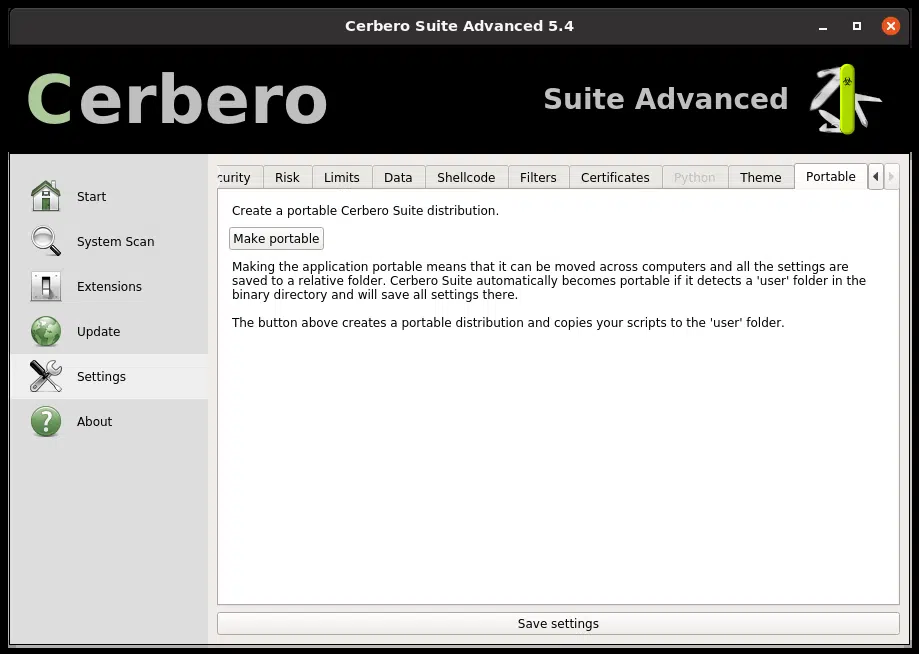 Cerbero Suite Advanced 5.4
Cerbero
Suite Advanced
Start
System Scan
Extensions
Update
Settings
About
curity Risk Limits Data Shellcode Filters Certificates Python Theme Portable
Create a portable Cerbero Suite distribution.
Make portable
Making the application portable means that it can be moved across computers and all the settings are
saved to a relative folder. Cerbero Suite automatically becomes portable if it detects a 'user' folder in the
binary directory and will save all settings there.
The button above creates a portable distribution and copies your scripts to the 'user' folder.
Save settings